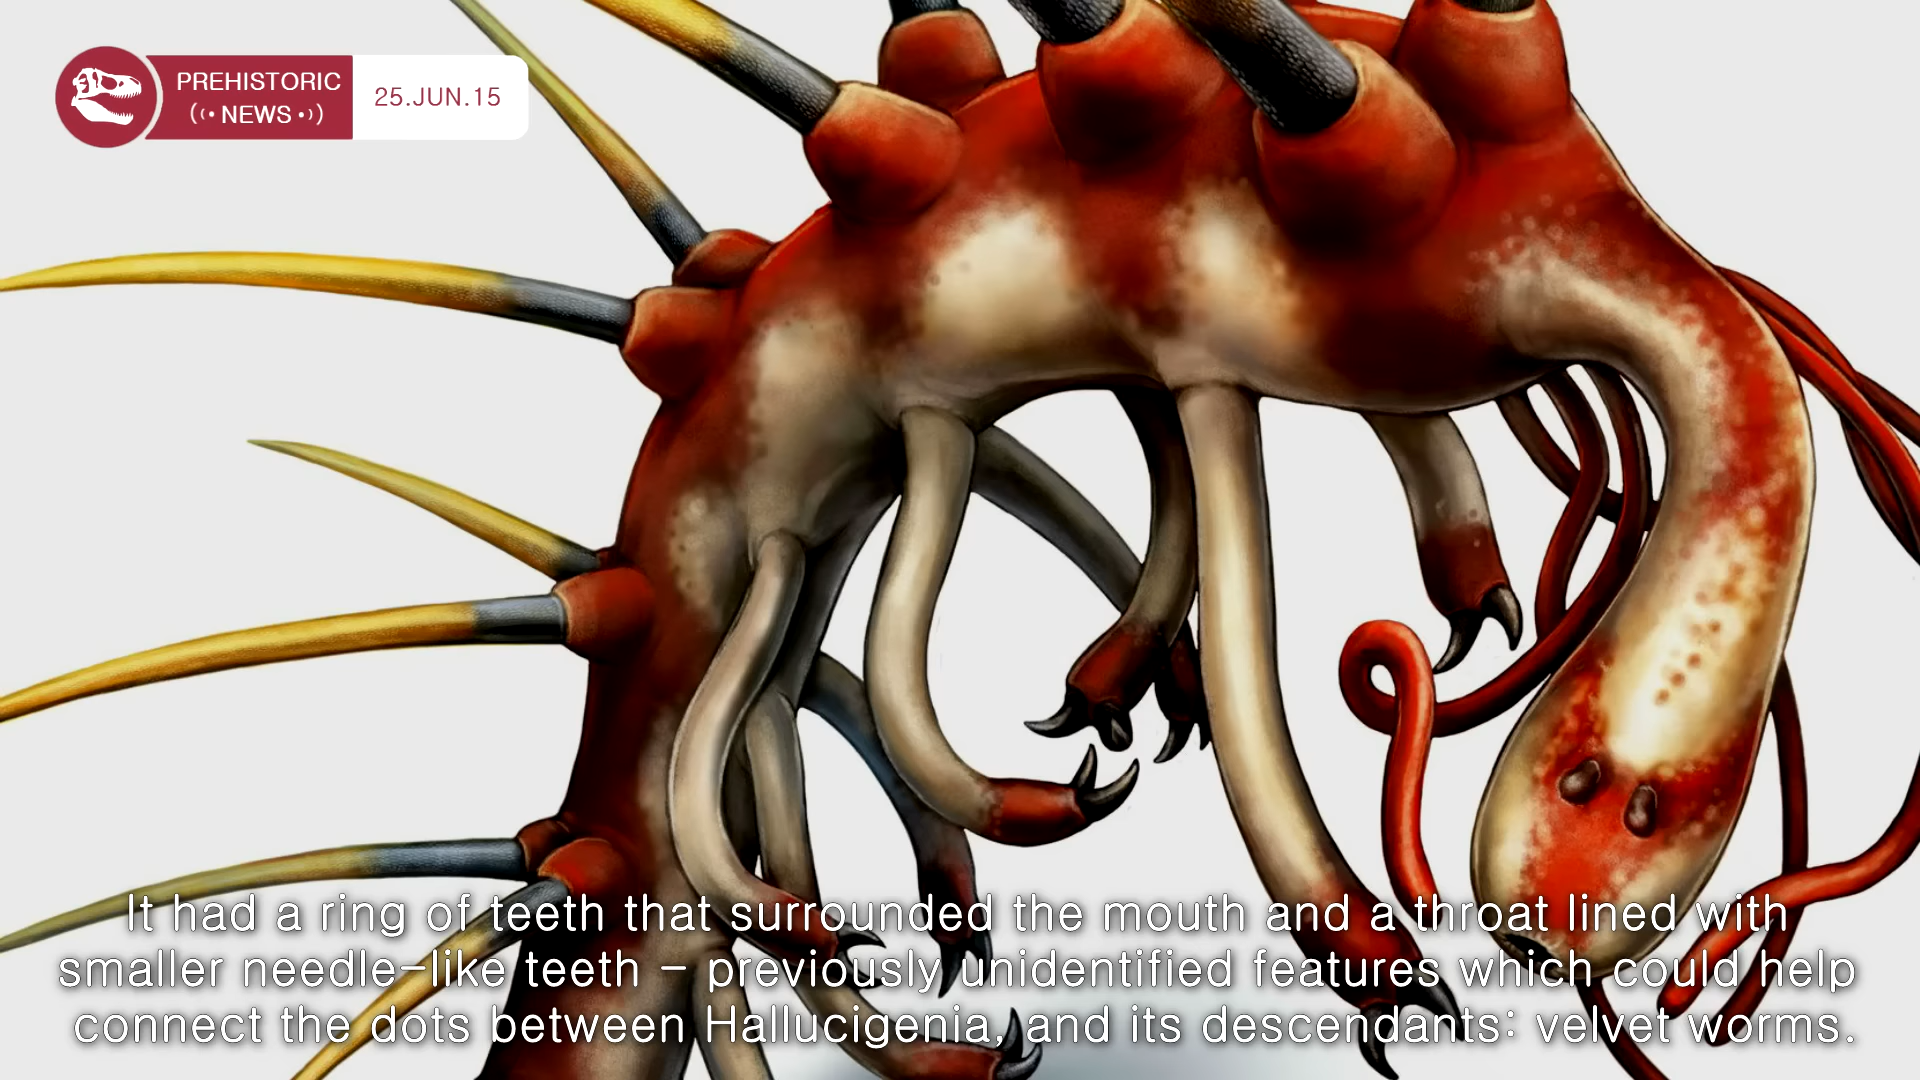 PREHISTORIC
((• NEWS •))
25.JUN.15
It had a ring of teeth that surrounded the mouth and a throat lined with
smaller needle-like teeth - previously unidentified features which could help
connect the dots between Hallucigenia, and its descendants: velvet worms.